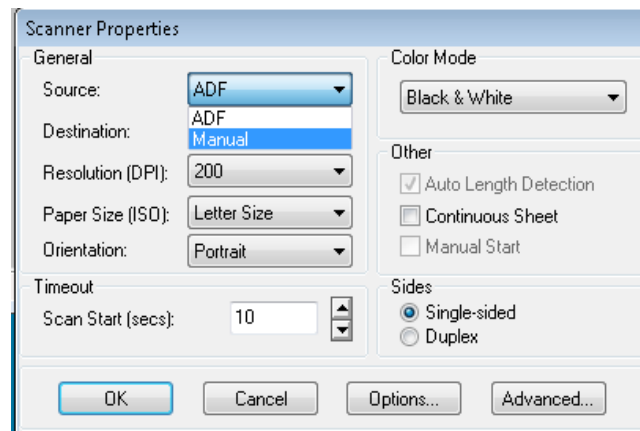 Scanner Properties
General
Source:
ADF
ADF
Manual
Destination:
Resolution (DPI):
200
Paper Size (ISO):
Letter Size
Orientation:
Portrait
Color Mode
Black & White
Other
Auto Length Detection
Continuous Sheet
Manual Start
Timeout
Scan Start (secs):
10
Sides
Single-sided
Duplex
OK
Cancel
Options...
Advanced...